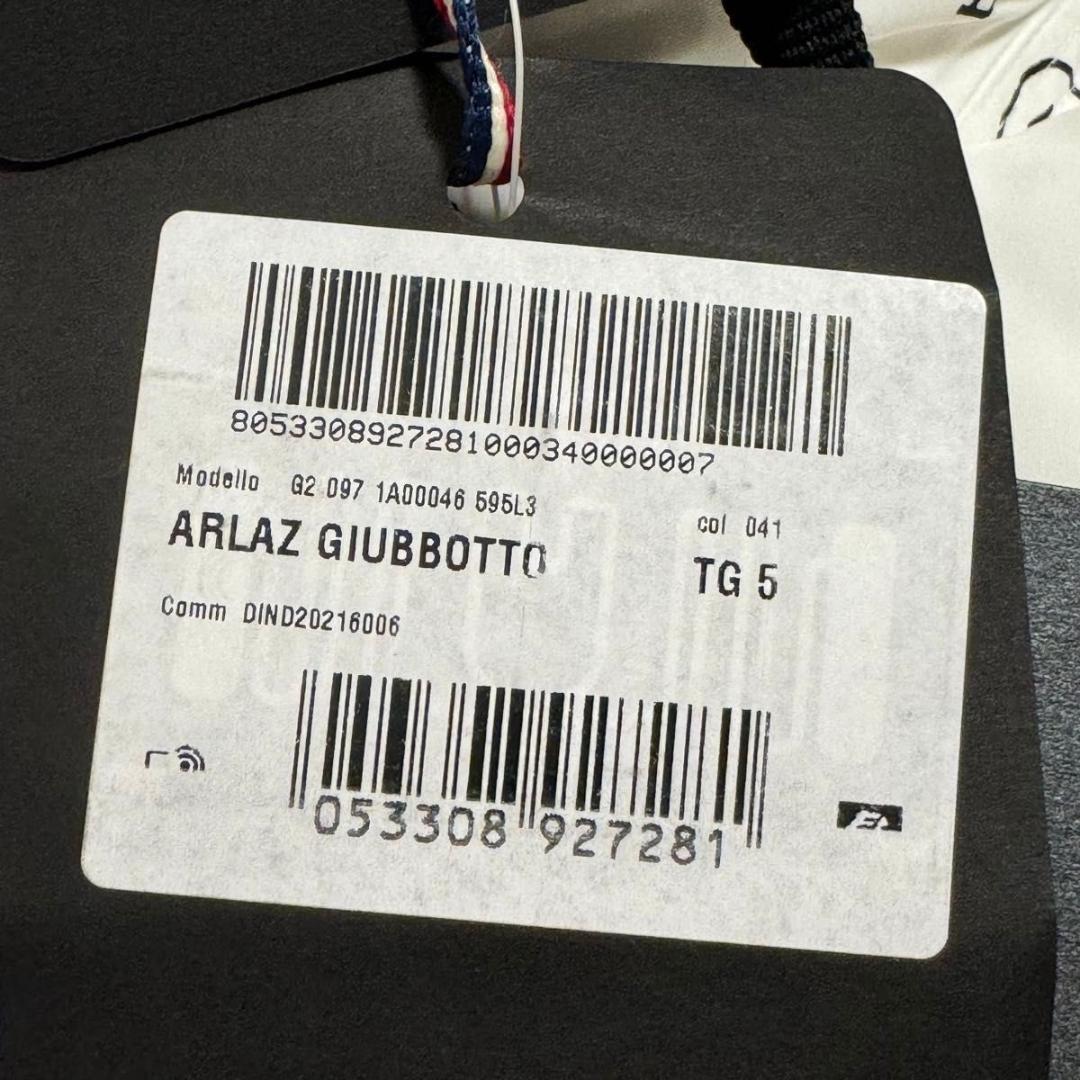 8053308927281000340000007
Modello G2 097 1A00046 595L3
col 041
ARLAZ GIUBBOTTO
TG 5
Comm DIND20216006
053308 927281